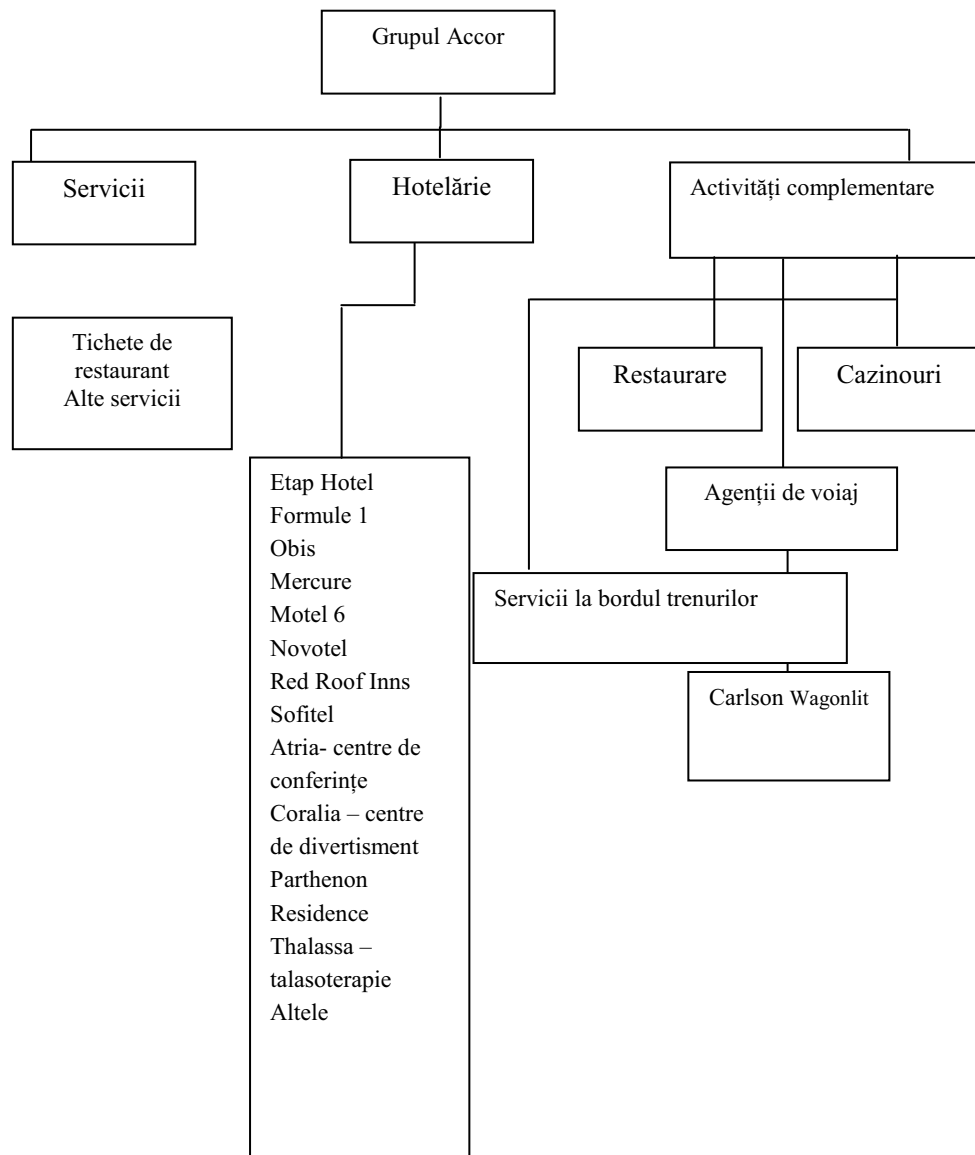 Grupul Accor
Servicii
Hotelărie
Activități complementare
Tichete de
restaurant
Alte servicii
Restaurare
Cazinouri
Etap Hotel
Formule 1
Obis
Mercure
Motel 6
Novotel
Red Roof Inns
Sofitel
Atria- centre de
conferințe
Coralia – centre
de divertisment
Parthenon
Residence
Thalassa –
talasoterapie
Altele
Agenții de voiaj
Servicii la bordul trenurilor
Carlson Wagonlit